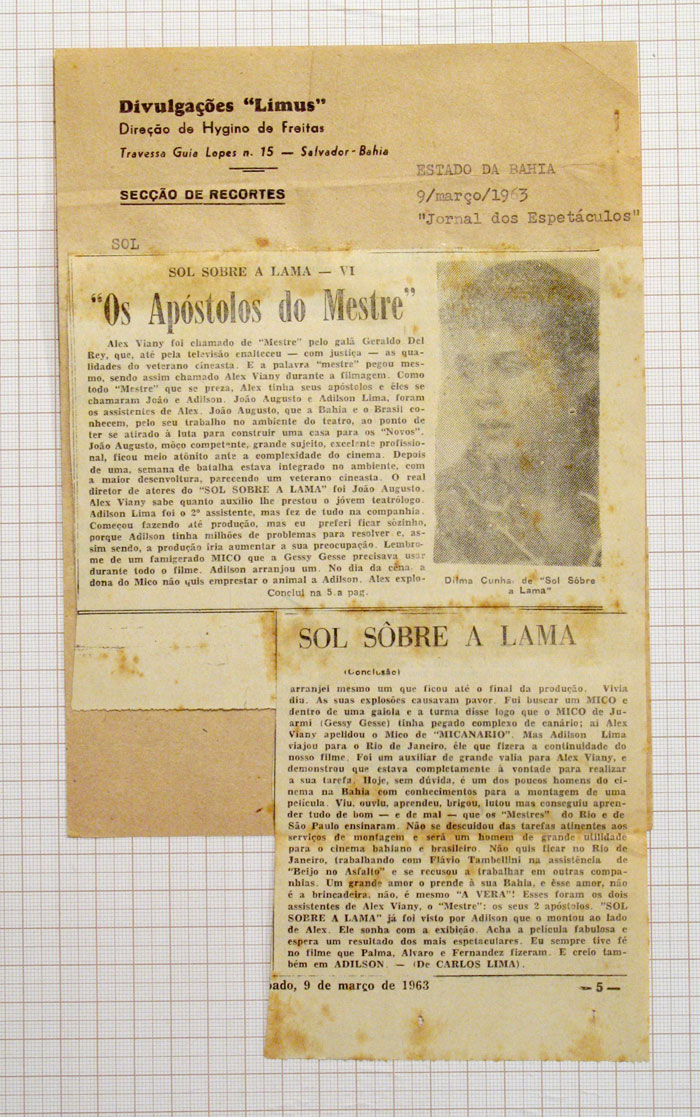 Divulgações "Limus"
Direção de Hygino de Freitas
Travessa Guia Lopes n. 15 — Salvador-Bahia
SECÇÃO DE RECORTES
ESTADO DA BAHIA
9/março/1963
"Jornal dos Espetáculos"
SOL
SOL SOBRE A LAMA — VI
"Os Apóstolos do Mestre"
Alex Viany foi chamado de "Mestre" pelo galã Geraldo Del
Rey, que, até pela televisão enalteceu — com justiça — as qua-
lidades do veterano cineasta. E a palavra "mestre" pegou mes-
mo, sendo assim chamado Alex Viany durante a filmagem. Como
todo "Mestre" que se preza, Alex tinha seus apóstolos e êles se
chamaram João e Adilson. João Augusto e Adilson Lima, foram
os assistentes de Alex. João Augusto, que a Bahia e o Brasil co-
nhecem, pelo seu trabalho no ambiente do teatro, ao ponto de
ter se atirado à luta para construir uma casa para os "Novos".
João Augusto, môço competente, grande sujeito, excelente profissio-
nal, ficou meio atônito ante a complexidade do cinema. Depois
de uma, semana de batalha estava integrado no ambiente, com
a maior desenvoltura, parecendo um veterano cineasta. O real
diretor de atores do "SOL SOBRE A LAMA" foi João Augusto.
Alex Viany sabe quanto auxílio lhe prestou o jóvem teatrólogo.
Adilson Lima foi o 2º assistente, mas fez de tudo na companhia.
Começou fazendo até produção, mas eu preferi ficar sòzinho,
porque Adilson tinha milhões de problemas para resolver e, as-
sim sendo, a produção iria aumentar a sua preocupação. Lembro-
me de um famigerado MICO que a Gessy Gesse precisava usar
durante todo o filme. Adilson arranjou um. No dia da cêna, a
dona do Mico não quis emprestar o animal a Adilson. Alex explo-
Conclui na 5.a pag.
Dilma Cunha, de "Sol Sôbre
a Lama"
SOL SÔBRE A LAMA
(Conclusão)
arranjei mesmo um que ficou até o final da produção. Vivia
diu. As suas explosões causavam pavor. Fui buscar um MICO e
dentro de uma gaiola e a turma disse logo que o MICO de Ju-
armi (Gessy Gesse) tinha pegado complexo de canário; aí Alex
Viany apelidou o Mico de "MICANARIO". Mas Adilson Lima
viajou para o Rio de Janeiro, êle que fizera a continuidade do
nosso filme. Foi um auxiliar de grande valia para Alex Viany, e
demonstrou que estava completamente à vontade para realizar
a sua tarefa. Hoje, sem dúvida, é um dos poucos homens do ci-
nema na Bahia com conhecimentos para a montagem de uma
película. Viu, ouviu, aprendeu, brigou, lutou mas conseguiu apren-
der tudo de bom — e de mal — que os "Mestres" do Rio e de
São Paulo ensinaram. Não se descuidou das tarefas atinentes aos
serviços de montagem e será um homem de grande utilidade
para o cinema bahiano e brasileiro. Não quis ficar no Rio de
Janeiro, trabalhando com Flávio Tambellini na assistência de
"Beijo no Asfalto" e se recusou a trabalhar em outras compa-
nhias. Um grande amor o prende à sua Bahia, e êsse amor, não
é a brincadeira, não, é mesmo "A VERA"! Esses foram os dois
assistentes de Alex Viany, o "Mestre": os seus 2 apóstolos. "SOL
SOBRE A LAMA" já foi visto por Adilson que o montou ao lado
de Alex. Ele sonha com a exibição. Acha a película fabulosa e
espera um resultado dos mais espetaculares. Eu sempre tive fé
no filme que Palma, Alvaro e Fernandez fizeram. E creio tam-
bém em ADILSON. — (De CARLOS LIMA).
bado, 9 de março de 1963
— 5 —